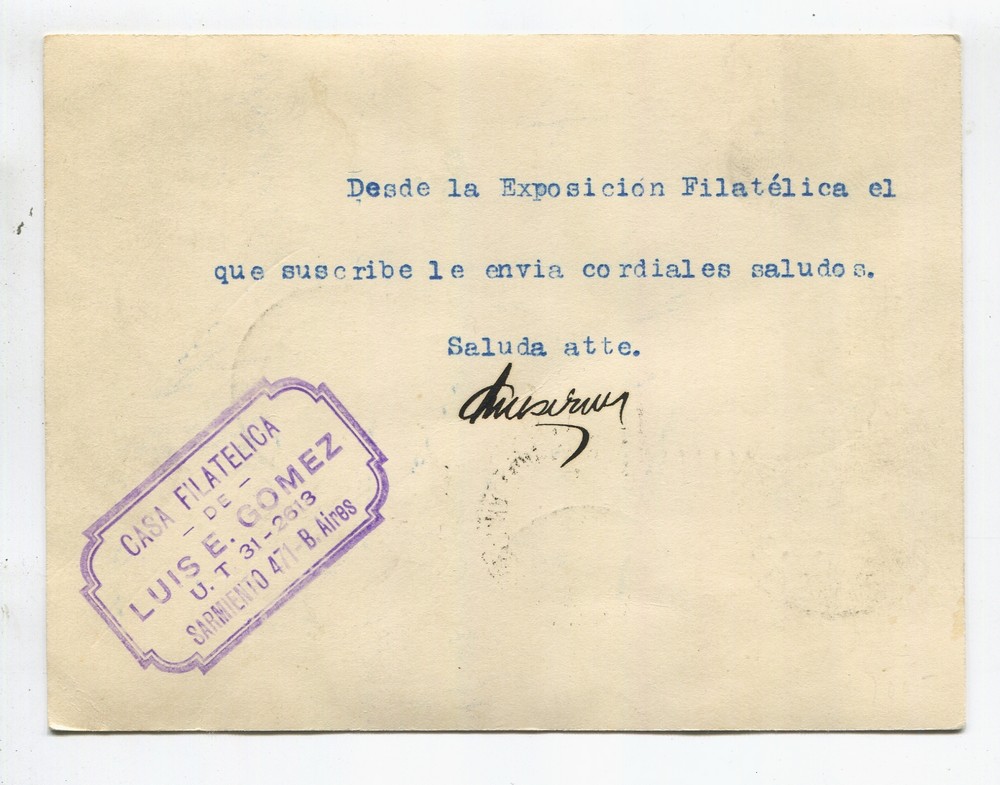 Desde la Exposición Filatélica el
que suscribe le envia cordiales saludos.
Saluda atte.
CASA FILATELICA
- DE -
LUIS E. GOMEZ
U. T. 31-2613
SARMIENTO 471-B. Aires